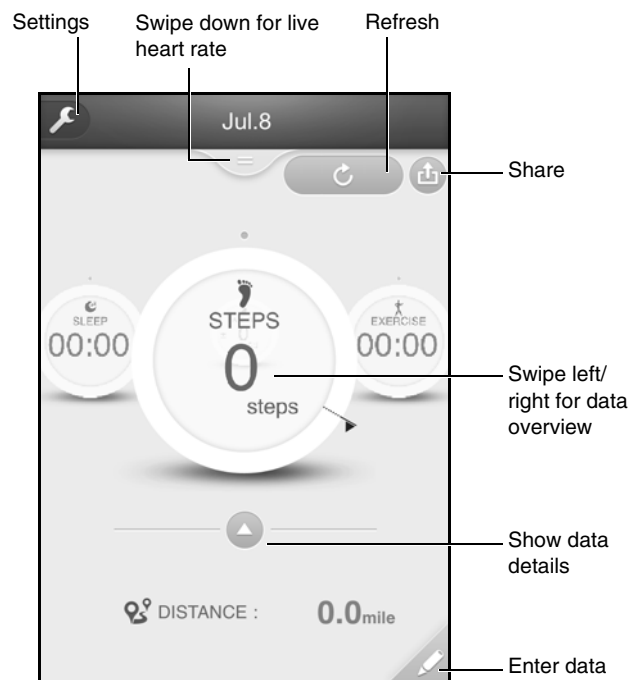 Settings
Swipe down for live
heart rate
Refresh
Jul.8
Share
SLEEP
00:00
STEPS
0
steps
EXERCISE
00:00
Swipe left/
right for data
overview
Show data
details
DISTANCE :
0.0mile
Enter data